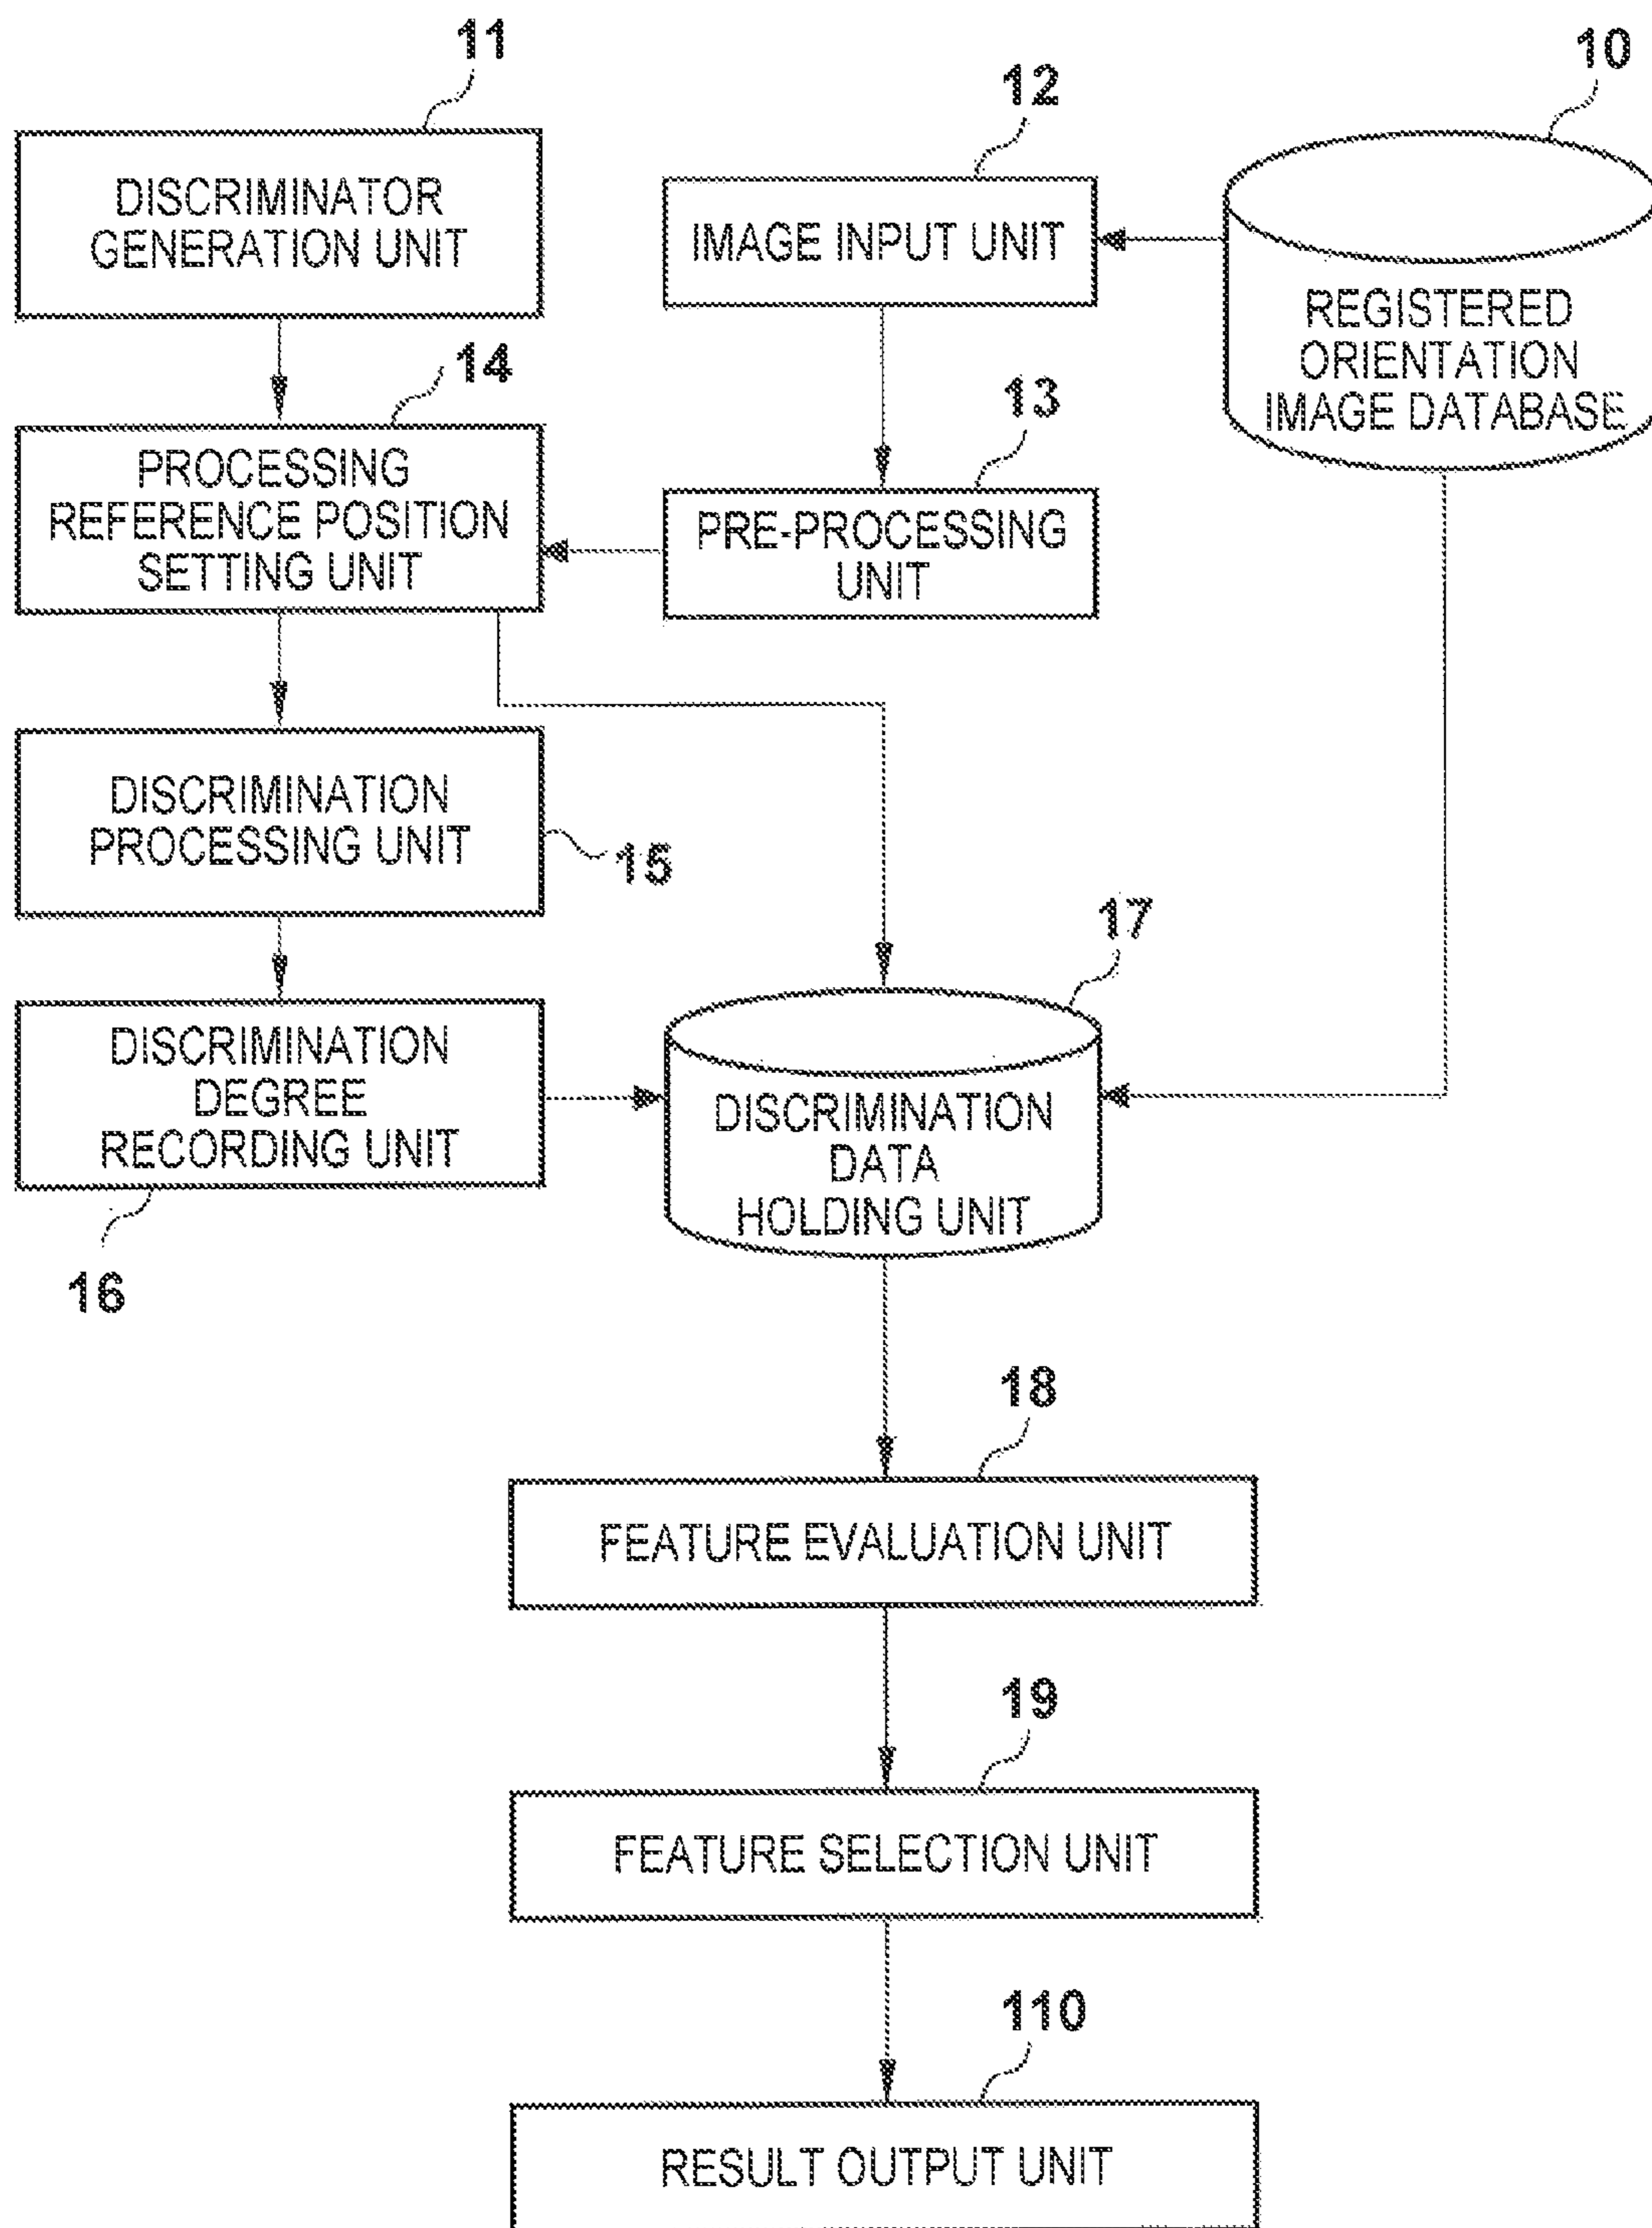 11
DISCRIMINATOR
GENERATION UNIT
12
IMAGE INPUT UNIT
10
REGISTERED
ORIENTATION
IMAGE DATABASE
14
PROCESSING
REFERENCE POSITION
SETTING UNIT
13
PRE-PROCESSING
UNIT
DISCRIMINATION
PROCESSING UNIT
15
DISCRIMINATION
DEGREE
RECORDING UNIT
16
17
DISCRIMINATION
DATA
HOLDING UNIT
18
FEATURE EVALUATION UNIT
19
FEATURE SELECTION UNIT
110
RESULT OUTPUT UNIT